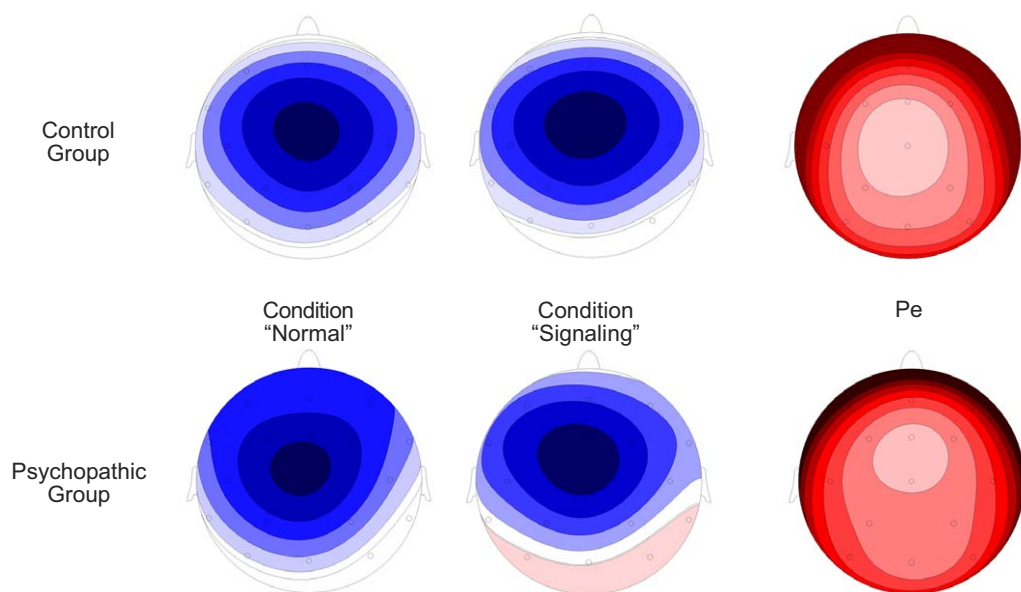 Control
Group
Condition
“Normal”
Condition
“Signaling”
Pe
Psychopathic
Group